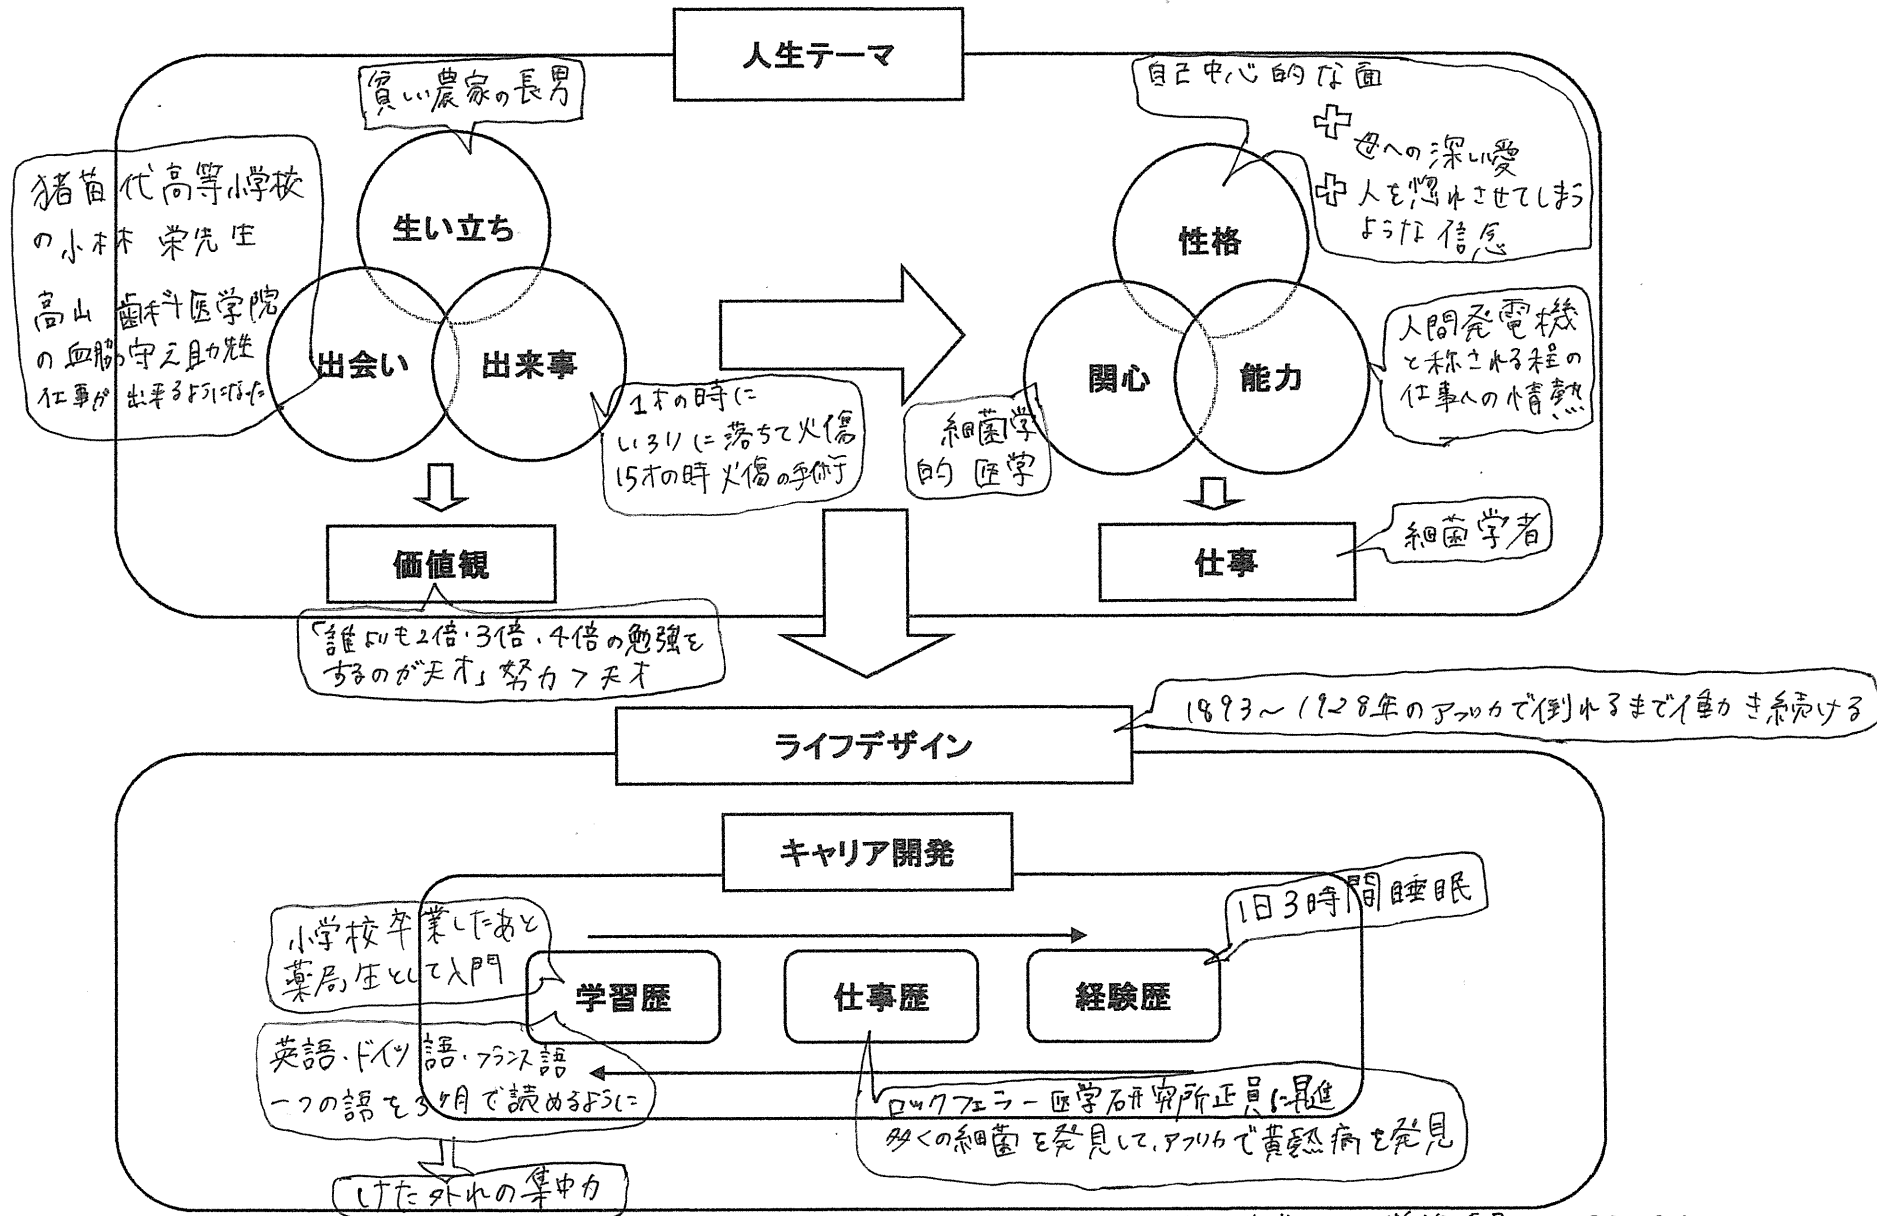 人生テーマ
貧しい農家の長男
生い立ち
猪苗代高等小学校
の小林 栄先生
高山 歯科医学院
の血脇守之助先生
仕事が出来るようになった
出会い
出来事
1才の時に
いろりに落ちて火傷
15才の時火傷の手術
価値観
「誰よりも2倍・3倍・4倍の勉強を
するのが天才」努力>天才
自己中心的な面
母への深い愛
人を惚れさせてしまう
ような信念
性格
関心
細菌学
的医学
能力
人間発電機
と称される程の
仕事への情熱
仕事
細菌学者
ライフデザイン
1893~1928年のアフリカで倒れるまで働き続ける
キャリア開発
小学校卒業したあと
薬局生として入門
学習歴
英語・ドイツ語・フランス語
一つの語を3ヶ月で読めるように
けた外れの集中力
仕事歴
ロックフェラー医学研究所正員に昇進
多くの細菌を発見して、アフリカで黄熱病を発見
経験歴
1日3時間睡眠